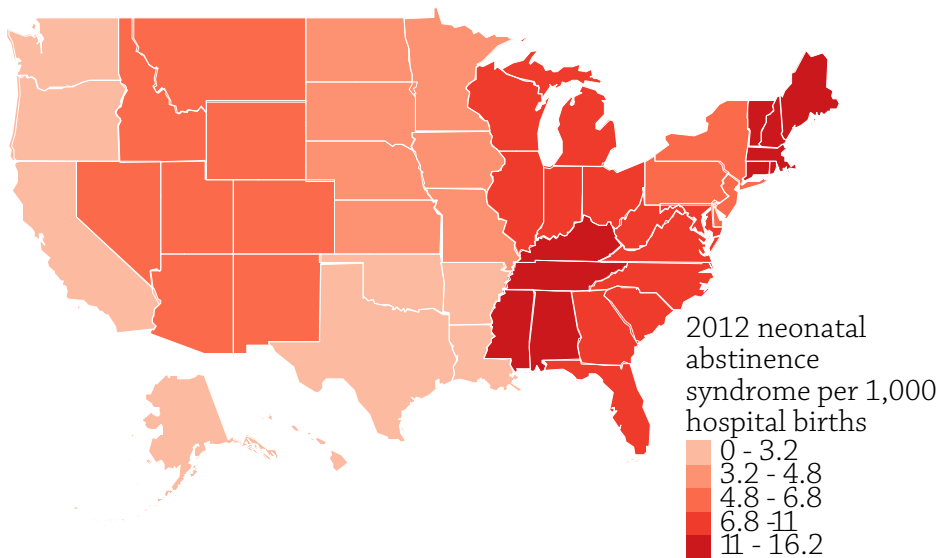 2012 neonatal
abstinence
syndrome per 1,000
hospital births
0 - 3.2
3.2 - 4.8
4.8 - 6.8
6.8 -11
11 - 16.2